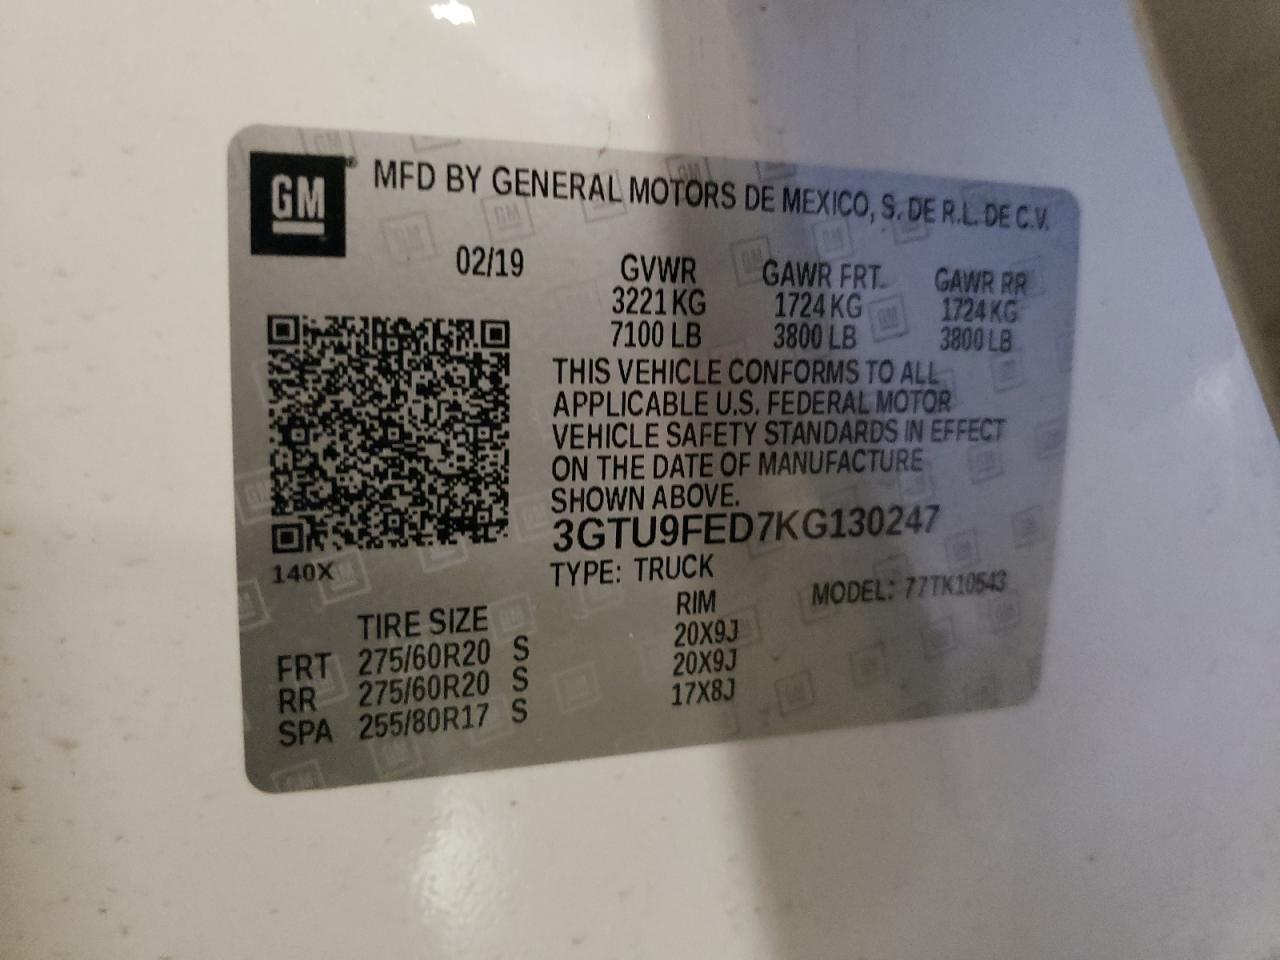 GM® MFD BY GENERAL MOTORS DE MEXICO, S. DE R.L. DE C.V.
02/19 GVWR GAWR FRT GAWR RR
3221 KG 1724 KG 1724 KG
7100 LB 3800 LB 3800 LB
THIS VEHICLE CONFORMS TO ALL
APPLICABLE U.S. FEDERAL MOTOR
VEHICLE SAFETY STANDARDS IN EFFECT
ON THE DATE OF MANUFACTURE
SHOWN ABOVE.
3GTU9FED7KG130247
140X
TYPE: TRUCK MODEL: 77TK10543
TIRE SIZE RIM
FRT 275/60R20 S 20X9J
RR 275/60R20 S 20X9J
SPA 255/80R17 S 17X8J